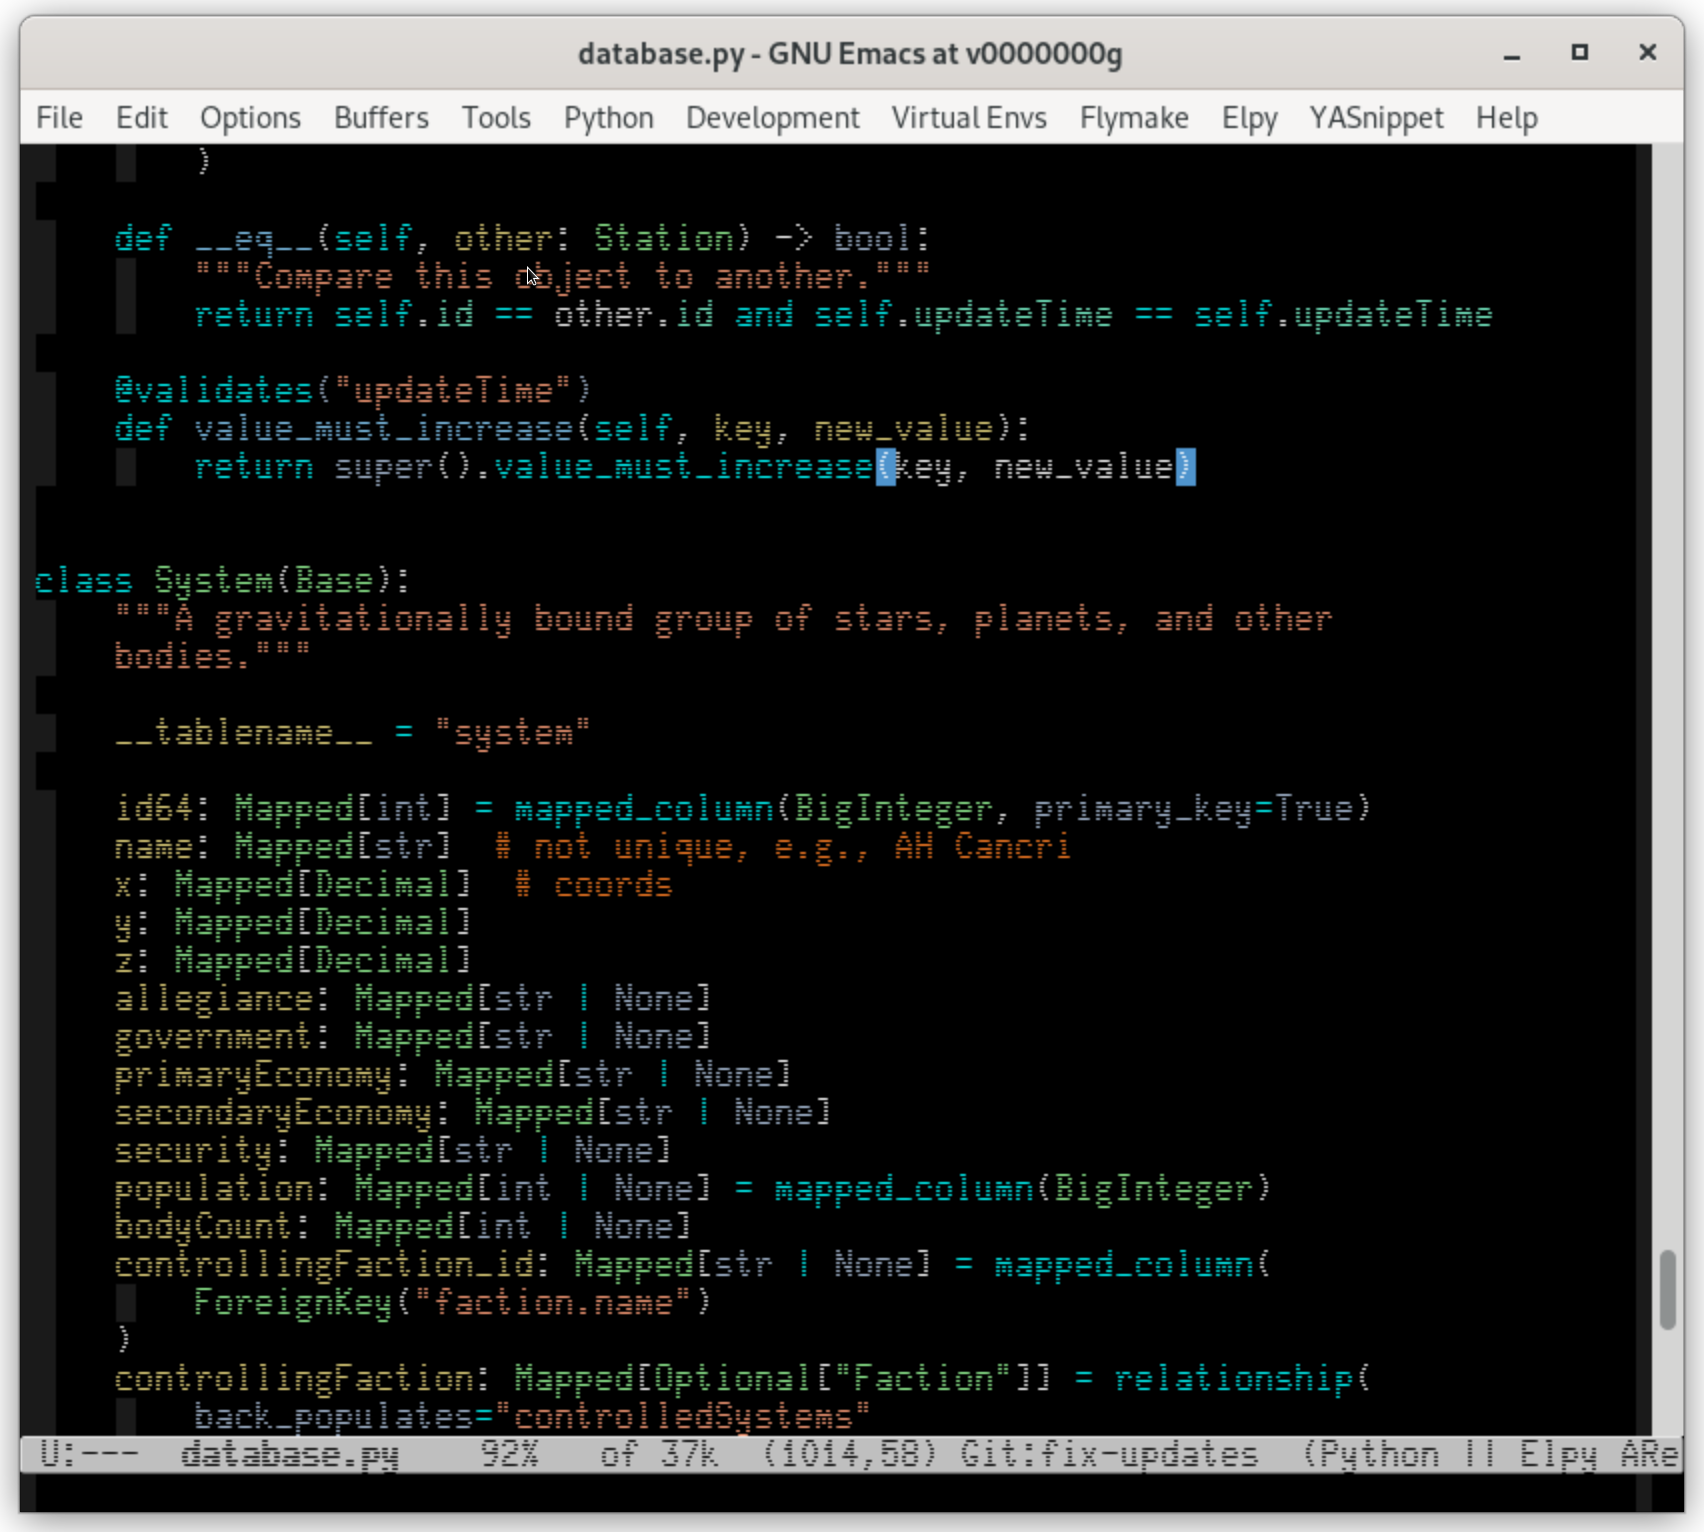 database.py - GNU Emacs at v0000000g
File Edit Options Buffers Tools Python Development Virtual Envs Flymake Elpy YASnippet Help
        )

    def __eq__(self, other: Station) -> bool:
        """Compare this object to another."""
        return self.id == other.id and self.updateTime == self.updateTime

    @validates("updateTime")
    def value_must_increase(self, key, new_value):
        return super().value_must_increase(key, new_value)


class System(Base):
    """A gravitationally bound group of stars, planets, and other
    bodies."""

    __tablename__ = "system"

    id64: Mapped[int] = mapped_column(BigInteger, primary_key=True)
    name: Mapped[str]  # not unique, e.g., AH Cancri
    x: Mapped[Decimal]  # coords
    y: Mapped[Decimal]
    z: Mapped[Decimal]
    allegiance: Mapped[str | None]
    government: Mapped[str | None]
    primaryEconomy: Mapped[str | None]
    secondaryEconomy: Mapped[str | None]
    security: Mapped[str | None]
    population: Mapped[int | None] = mapped_column(BigInteger)
    bodyCount: Mapped[int | None]
    controllingFaction_id: Mapped[str | None] = mapped_column(
        ForeignKey("faction.name")
    )
    controllingFaction: Mapped[Optional["Faction"]] = relationship(
        back_populates="controlledSystems"
U:---  database.py    92%   of 37k  (1014,58) Git:fix-updates  (Python || Elpy ARe